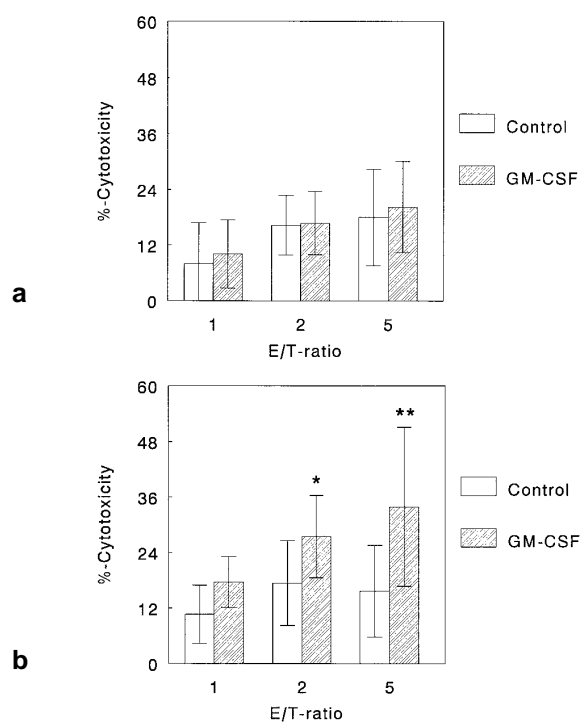 60
48
36
24
12
0
%-Cytotoxicity
1 2 5
E/T-ratio
Control
GM-CSF
a
60
48
36
24
12
0
%-Cytotoxicity
* **
1 2 5
E/T-ratio
Control
GM-CSF
b